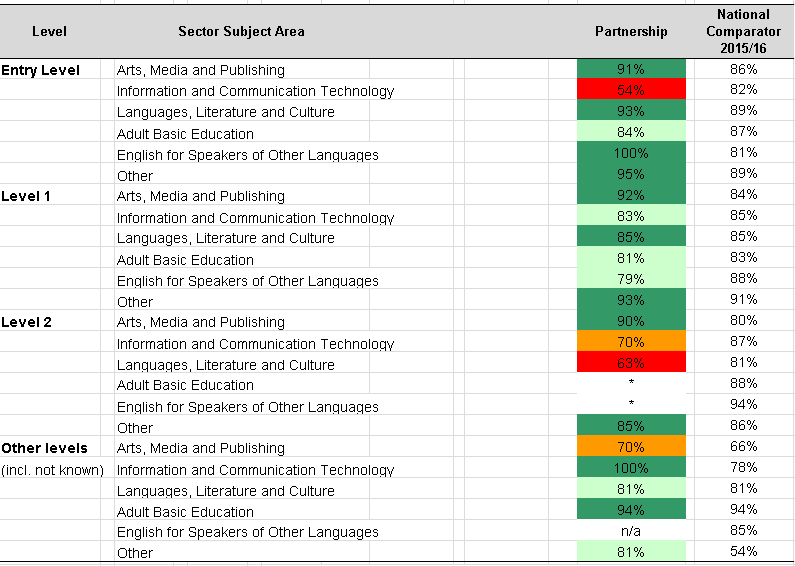 Level Sector Subject Area Partnership National Comparator 2015/16
Entry Level Arts, Media and Publishing 91% 86%
Information and Communication Technology 54% 82%
Languages, Literature and Culture 93% 89%
Adult Basic Education 84% 87%
English for Speakers of Other Languages 100% 81%
Other 95% 89%
Level 1 Arts, Media and Publishing 92% 84%
Information and Communication Technology 83% 85%
Languages, Literature and Culture 85% 85%
Adult Basic Education 81% 83%
English for Speakers of Other Languages 79% 88%
Other 93% 91%
Level 2 Arts, Media and Publishing 90% 80%
Information and Communication Technology 70% 87%
Languages, Literature and Culture 63% 81%
Adult Basic Education * 88%
English for Speakers of Other Languages * 94%
Other 85% 86%
Other levels Arts, Media and Publishing 70% 66%
(incl. not known) Information and Communication Technology 100% 78%
Languages, Literature and Culture 81% 81%
Adult Basic Education 94% 94%
English for Speakers of Other Languages n/a 85%
Other 81% 54%